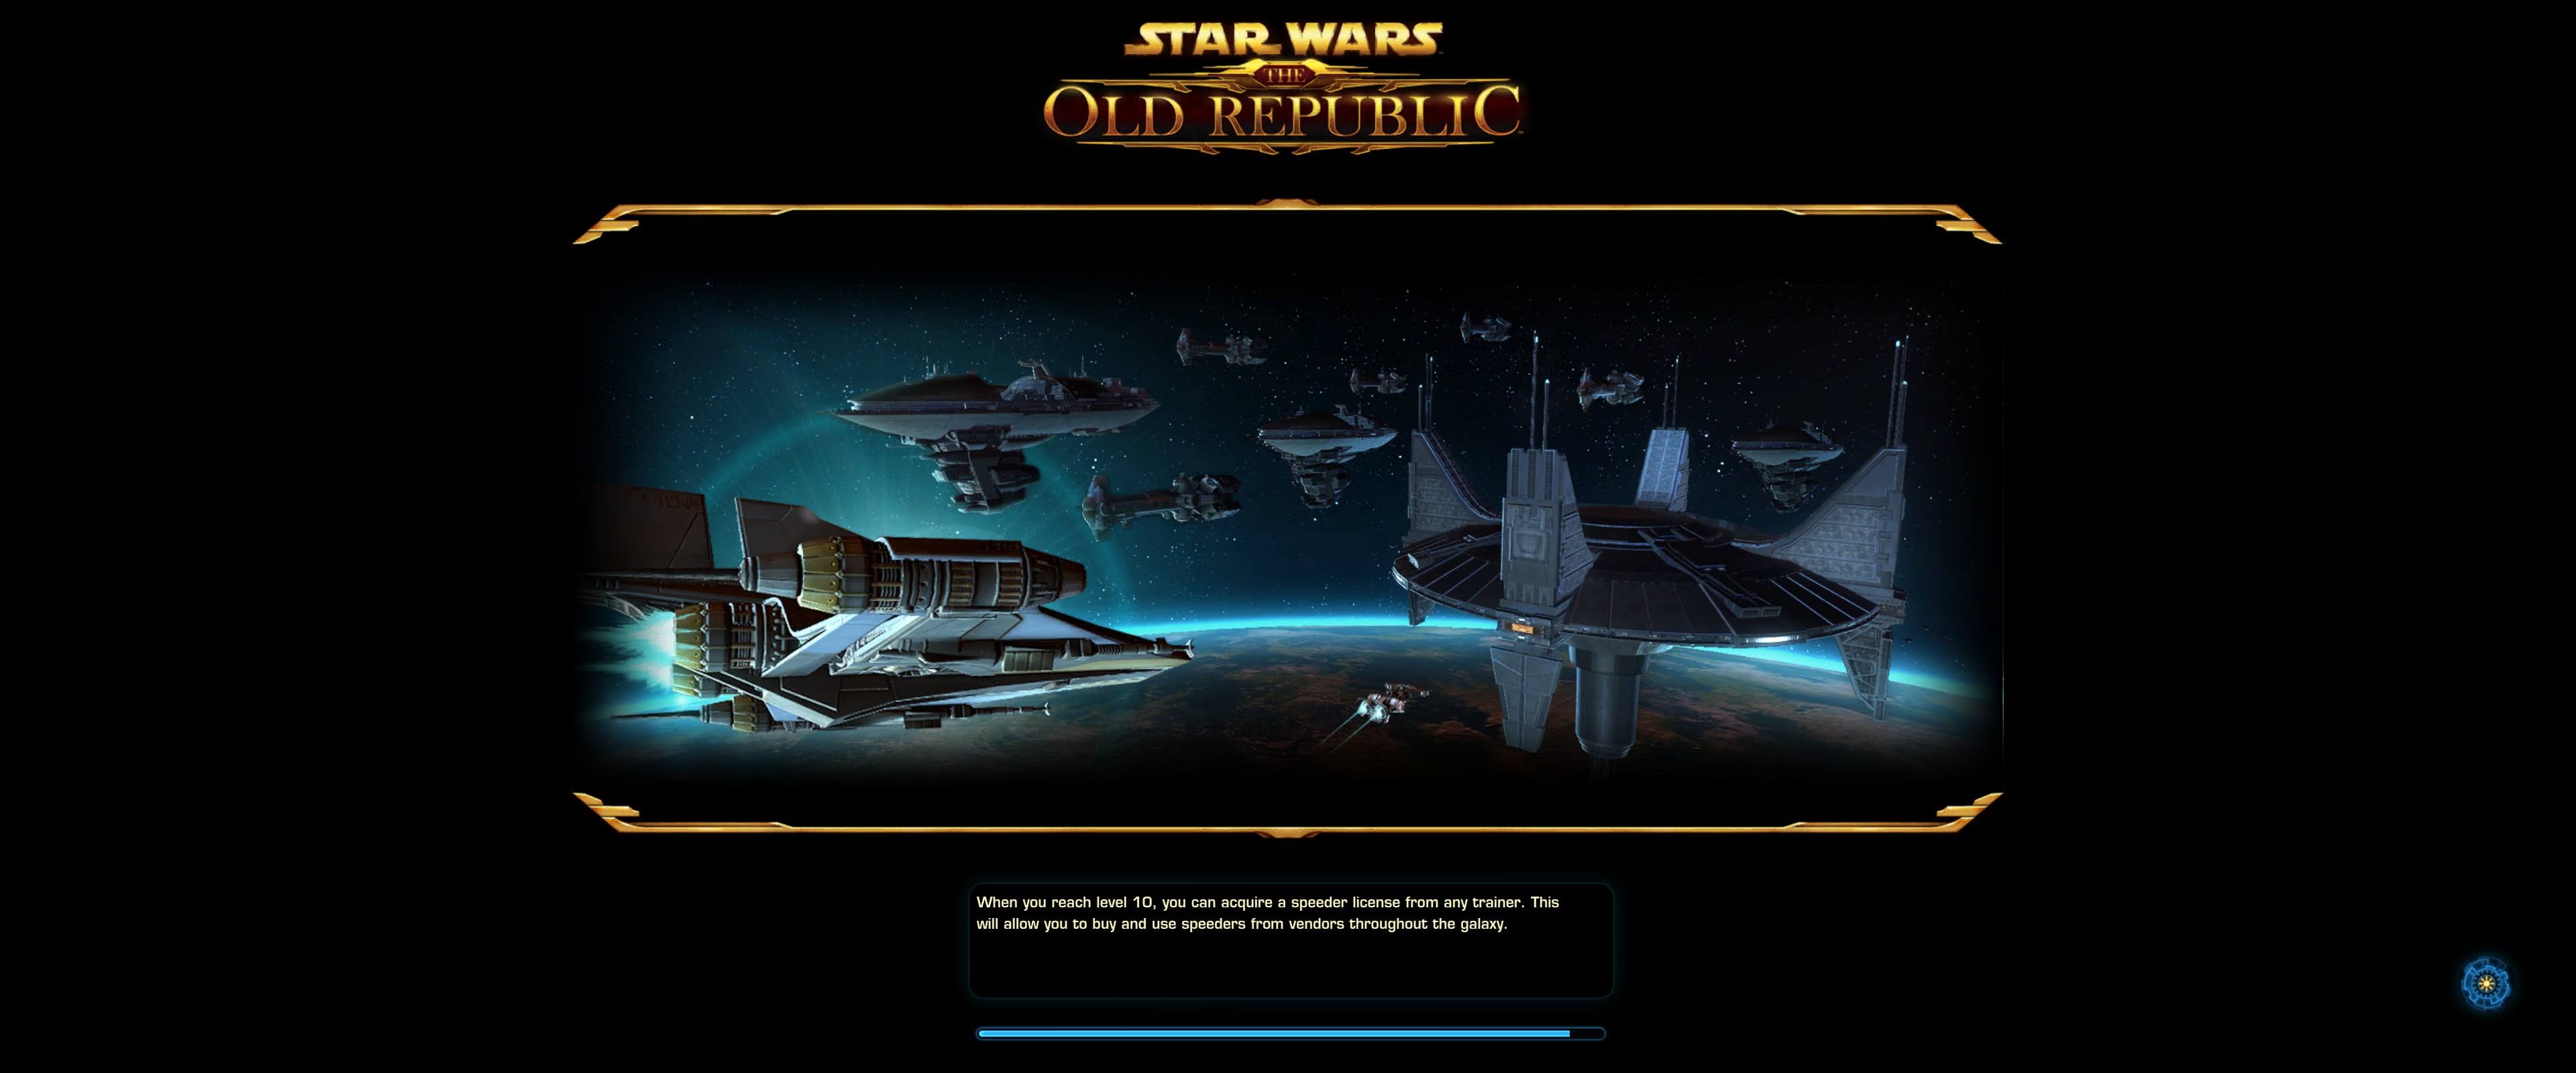 STAR WARS
THE
OLD REPUBLIC
When you reach level 10, you can acquire a speeder license from any trainer. This
will allow you to buy and use speeders from vendors throughout the galaxy.